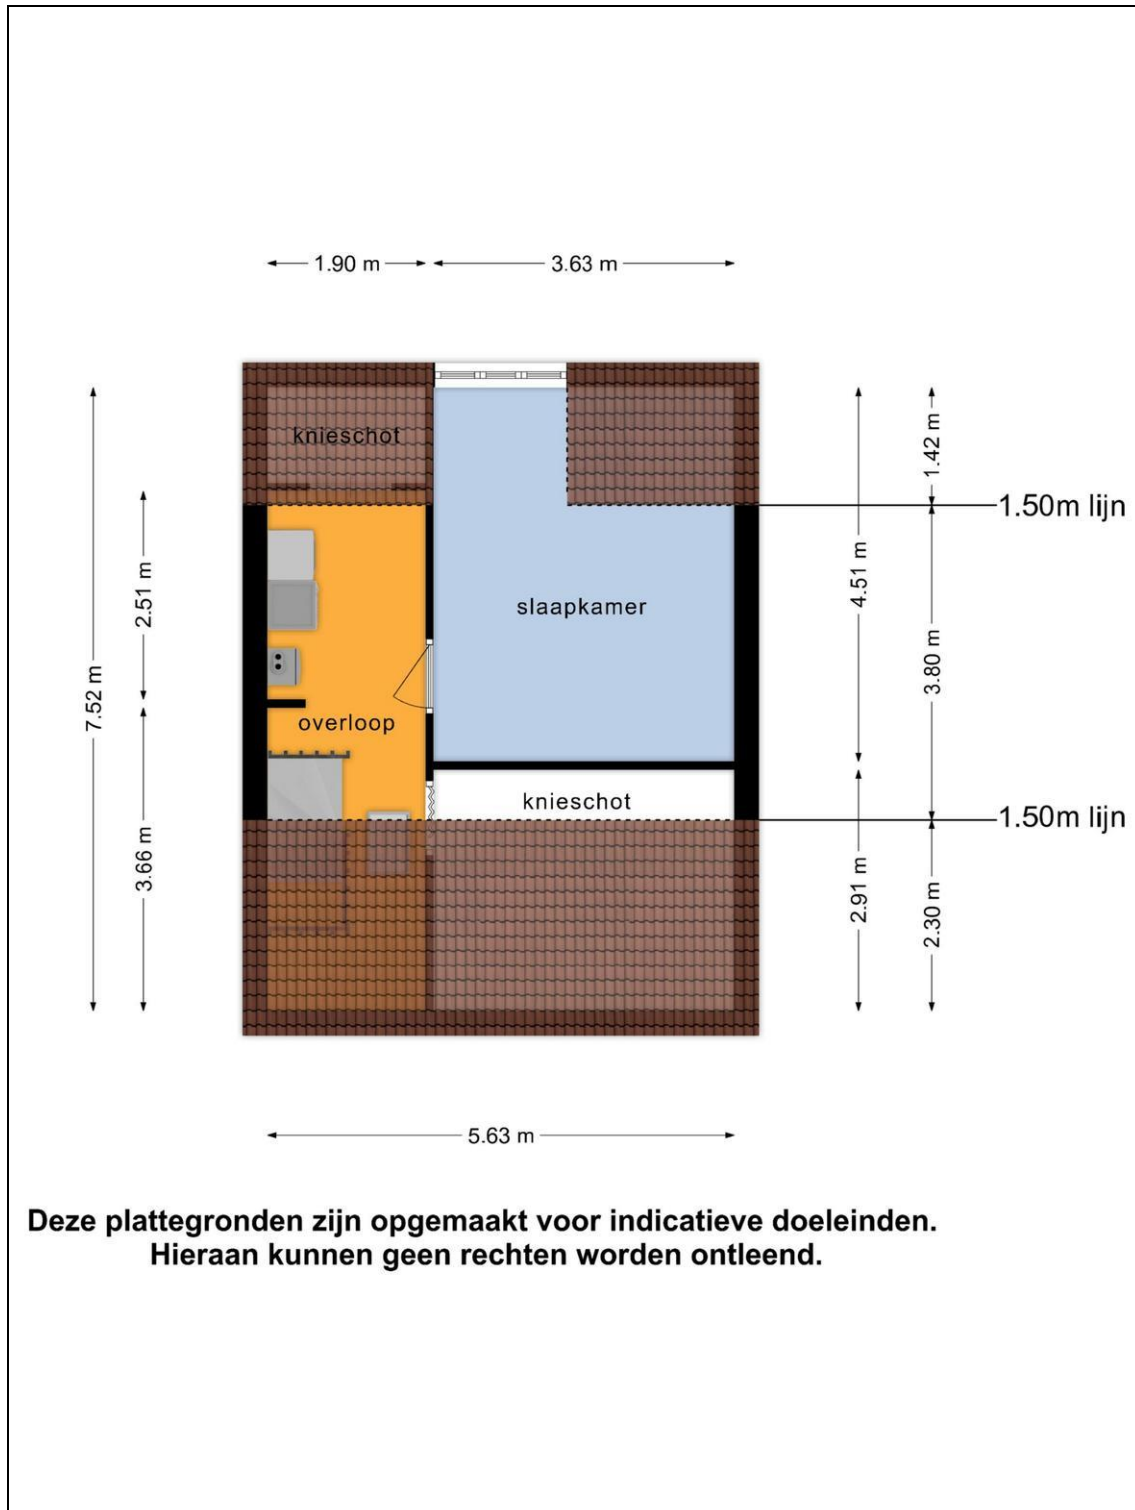 1.90 m
3.63 m
knieschot
1.42 m
1.50m lijn
2.51 m
4.51 m
slaapkamer
3.80 m
7.52 m
overloop
knieschot
1.50m lijn
3.66 m
2.91 m
2.30 m
5.63 m
Deze plattegronden zijn opgemaakt voor indicatieve doeleinden.
Hieraan kunnen geen rechten worden ontleend.